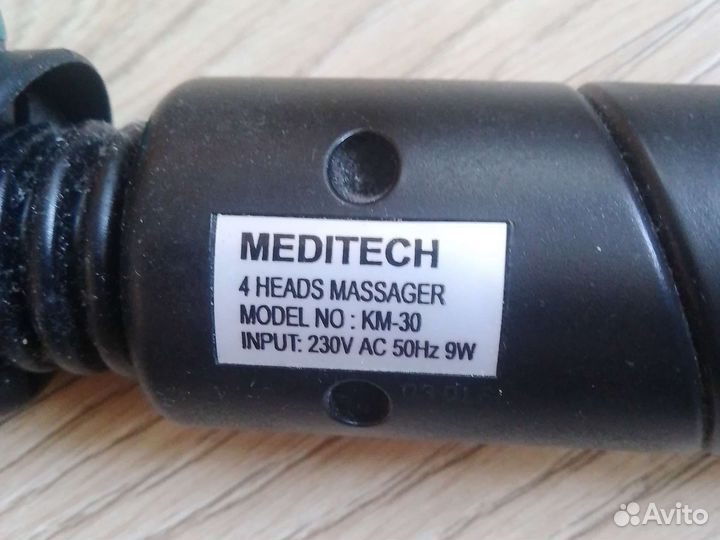 MEDITECH
4 HEADS MASSAGER
MODEL NO : KM-30
INPUT: 230V AC 50Hz 9W
Avito